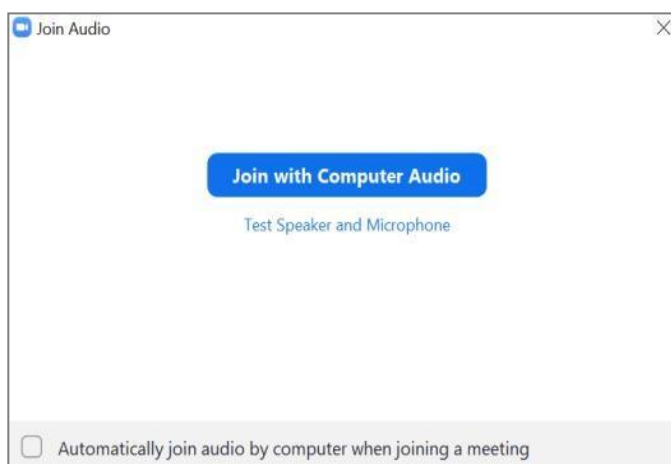 Join Audio
Join with Computer Audio
Test Speaker and Microphone
Automatically join audio by computer when joining a meeting